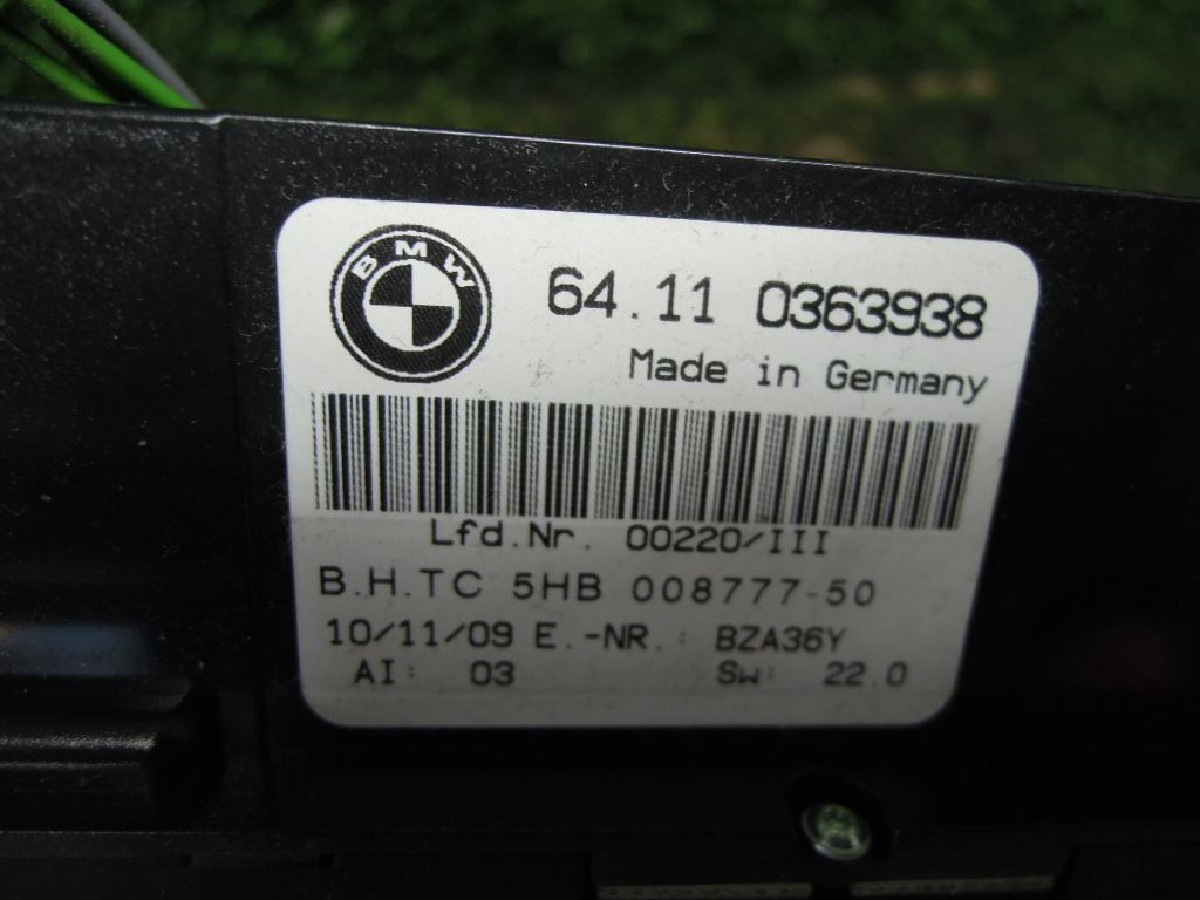 BMW
64.11 0363938
Made in Germany
Lfd.Nr. 00220/III
B.H.TC 5HB 008777-50
10/11/09 E.-NR.: BZA36Y
AI: 03 Sw: 22.0